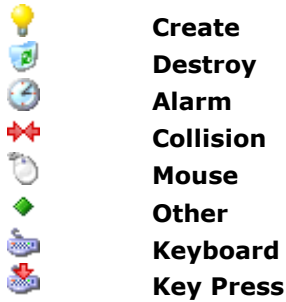 Create
Destroy
Alarm
Collision
Mouse
Other
Keyboard
Key Press